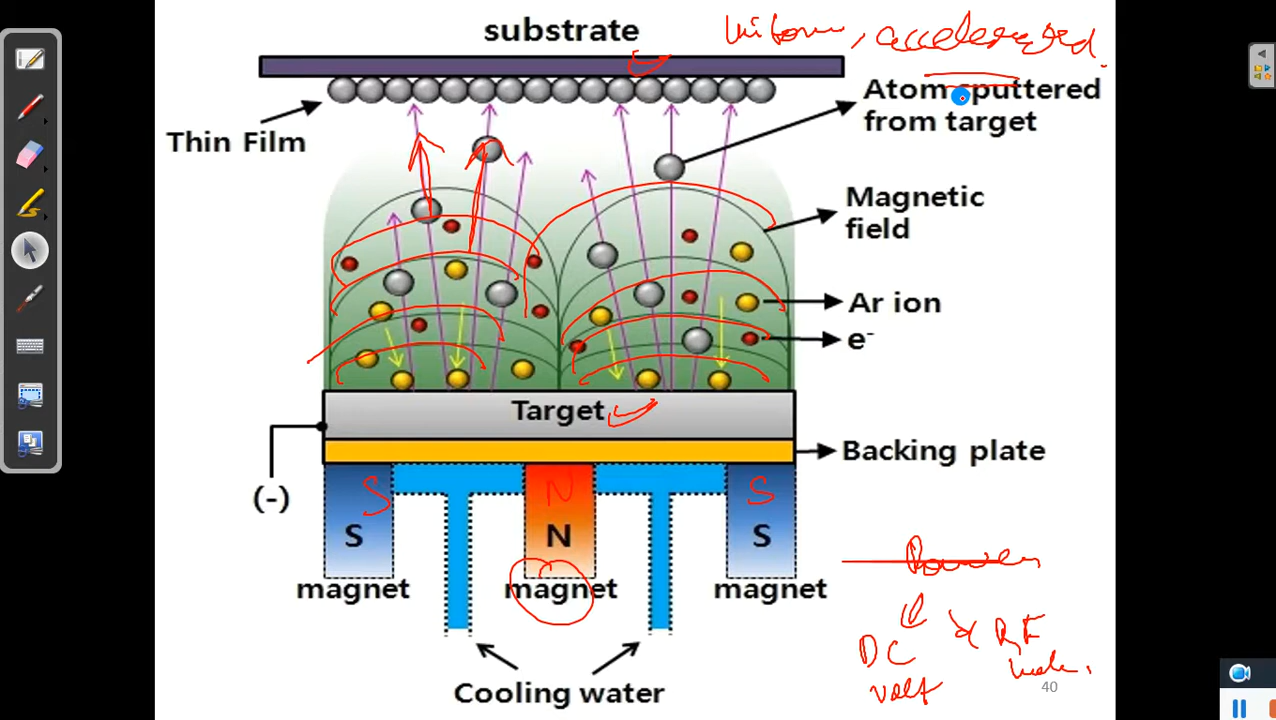 substrate
Uniform, accelerated.
Atom sputtered
from target
Thin Film
Magnetic
field
Ar ion
e-
Target
Backing plate
(-)
S N S
S N S
magnet magnet magnet
Power
DC
volt
RF
Cooling water
40